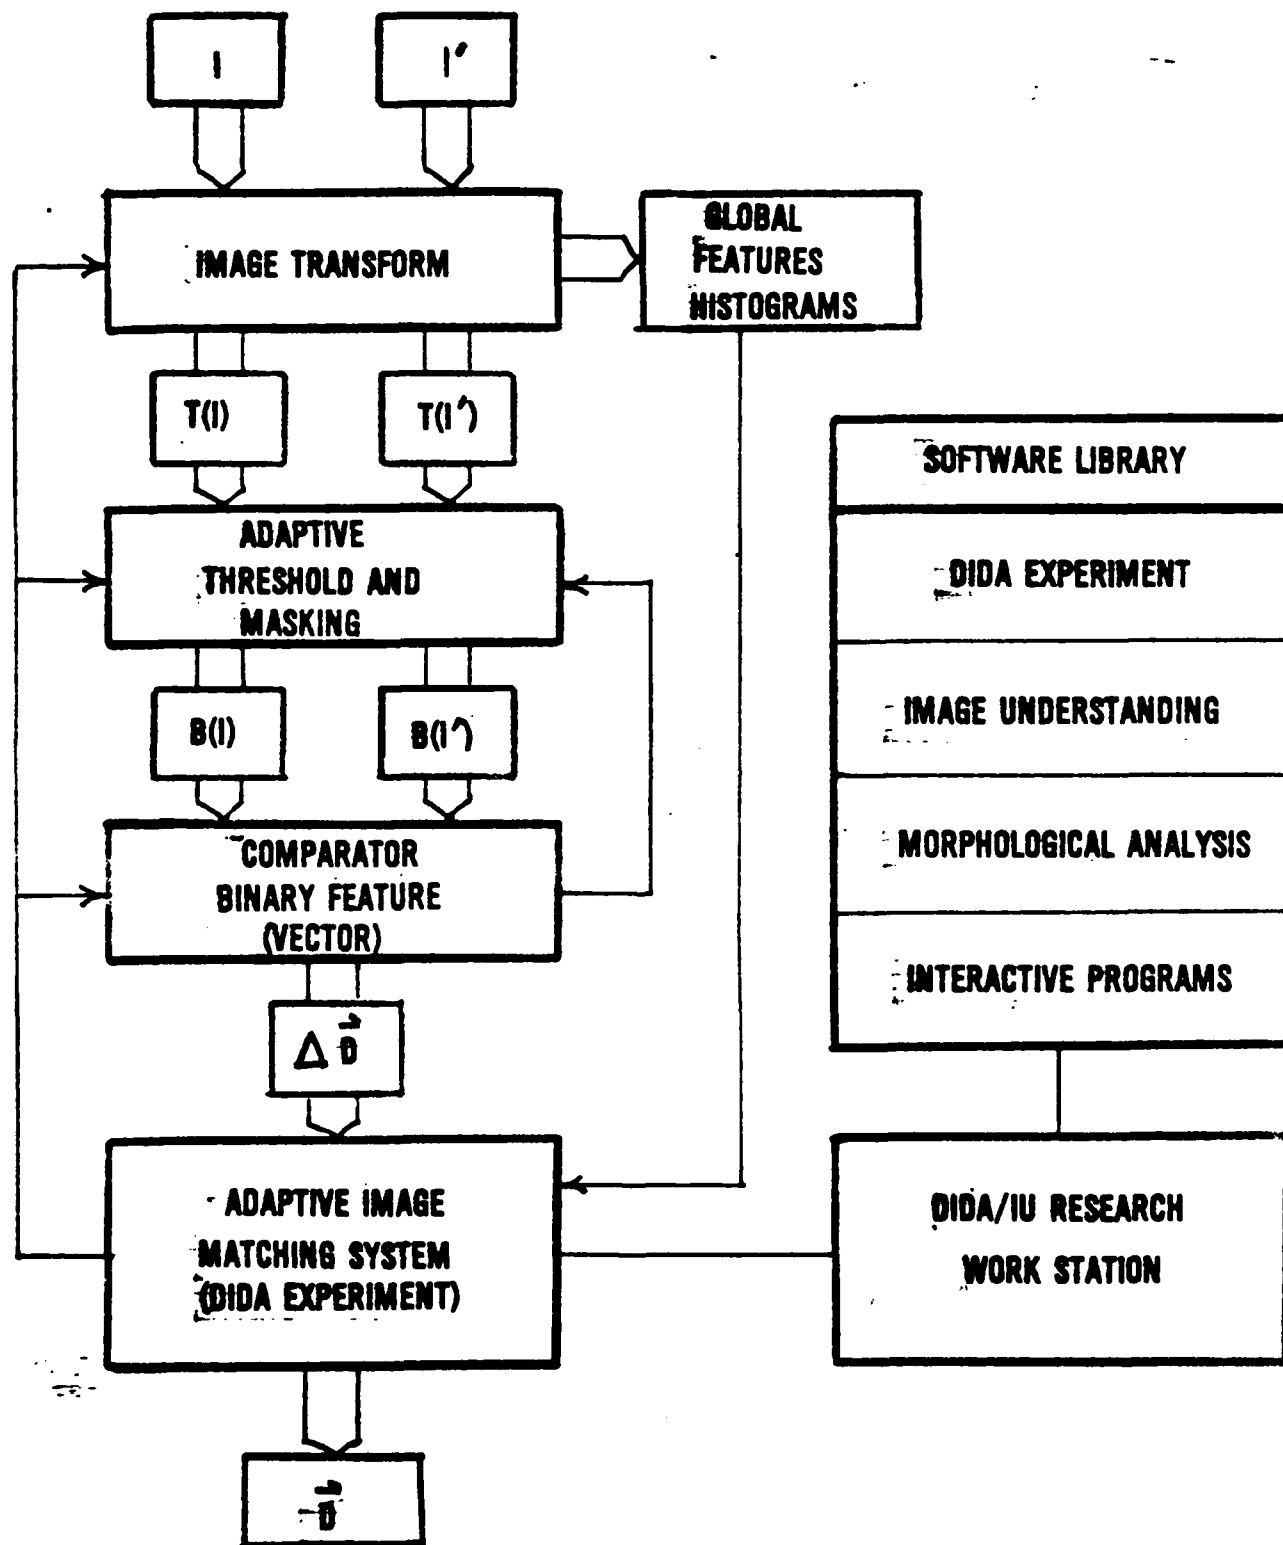 I
I′
IMAGE TRANSFORM
GLOBAL
FEATURES
HISTOGRAMS
T(I)
T(I′)
ADAPTIVE
THRESHOLD AND
MASKING
B(I)
B(I′)
COMPARATOR
BINARY FEATURE
(VECTOR)
Δ D⃗
ADAPTIVE IMAGE
MATCHING SYSTEM
(DIDA EXPERIMENT)
D⃗
SOFTWARE LIBRARY
DIDA EXPERIMENT
IMAGE UNDERSTANDING
MORPHOLOGICAL ANALYSIS
INTERACTIVE PROGRAMS
DIDA/IU RESEARCH
WORK STATION